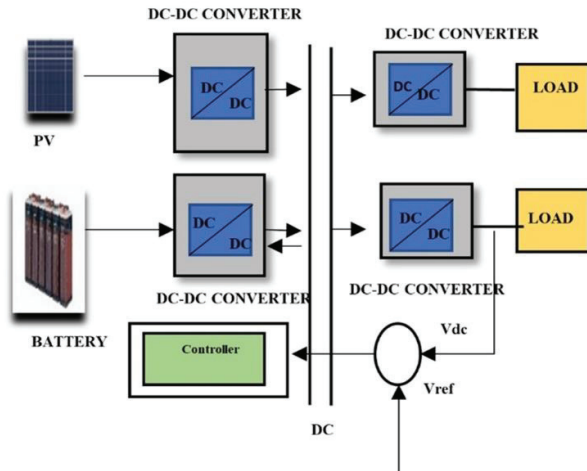 DC-DC CONVERTER
DC-DC CONVERTER
DC
DC
DC
DC
LOAD
PV
DC
DC
DC
DC
LOAD
DC-DC CONVERTER
DC-DC CONVERTER
BATTERY
Controller
Vdc
Vref
DC